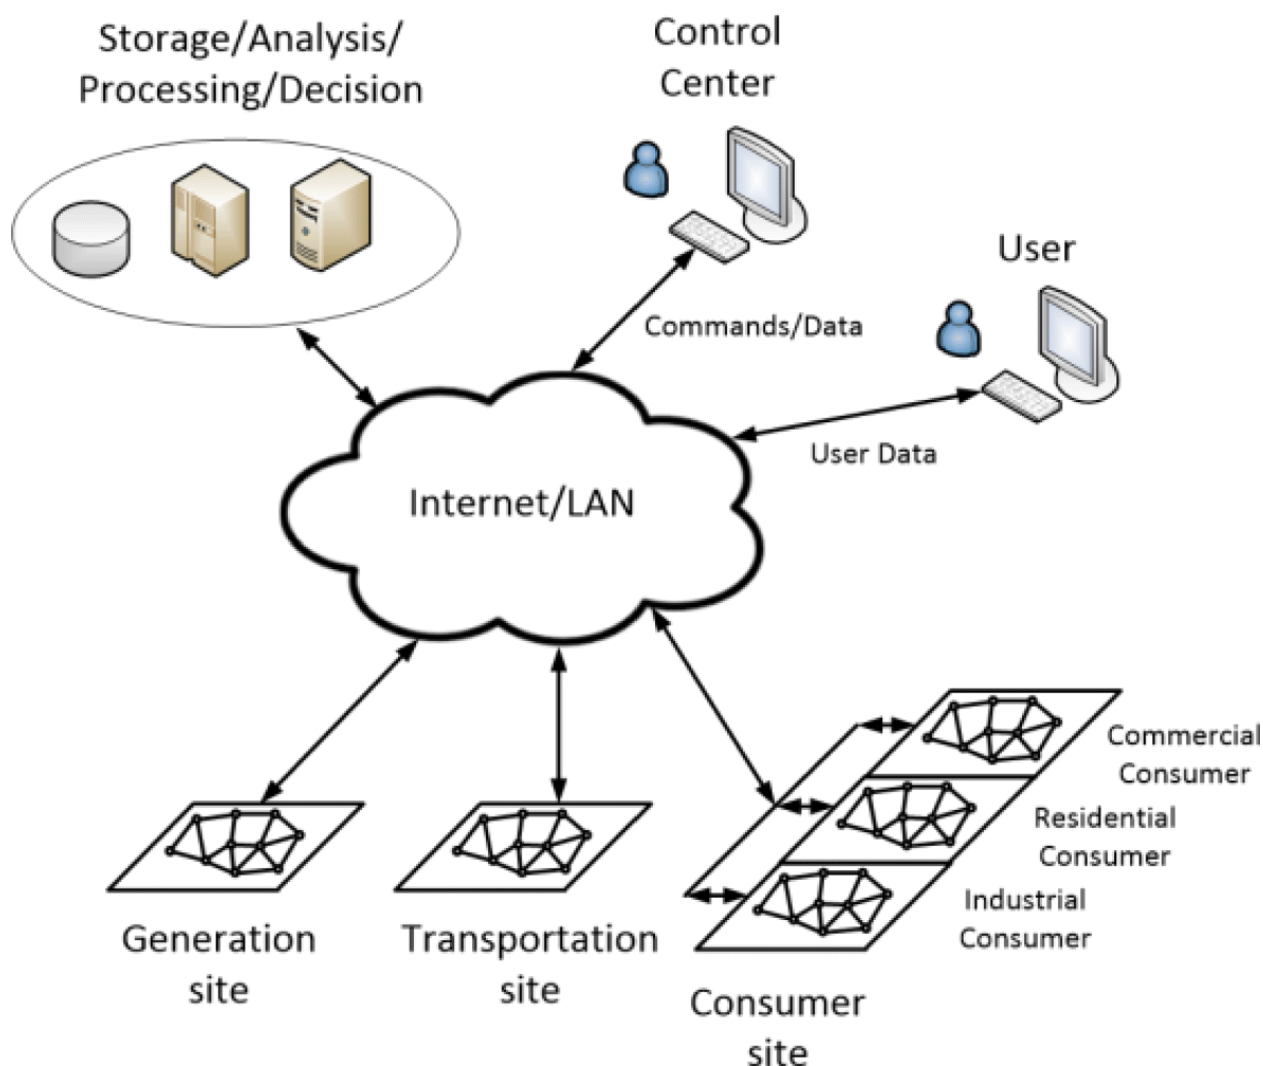 Storage/Analysis/
Processing/Decision
Control
Center
User
Commands/Data
User Data
Internet/LAN
Commercial
Consumer
Residential
Consumer
Industrial
Consumer
Generation
site
Transportation
site
Consumer
site